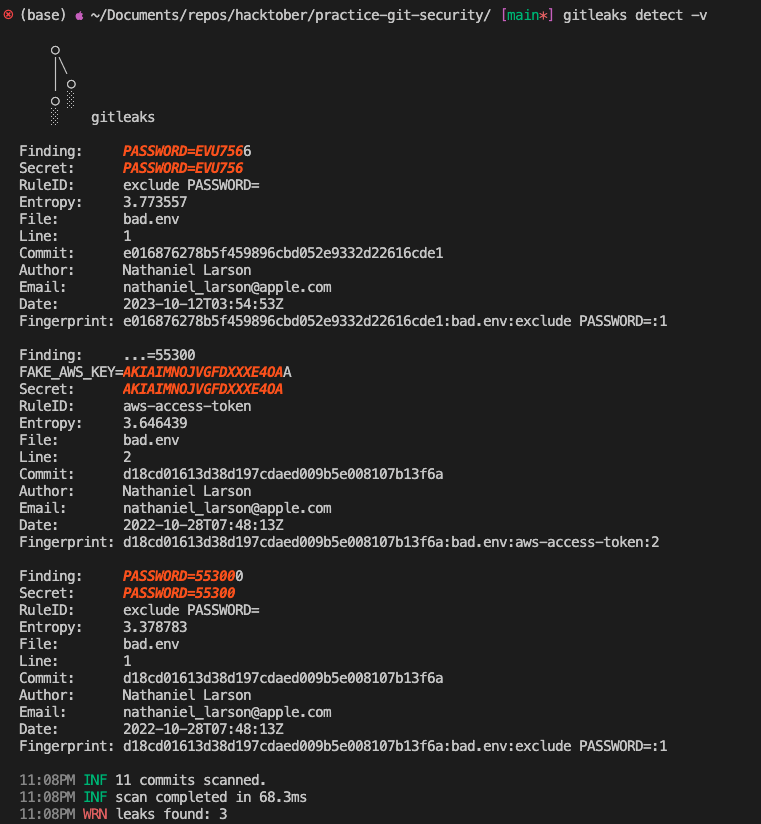 (base) ~/Documents/repos/hacktober/practice-git-security/ [main*] gitleaks detect -v
gitleaks
Finding: PASSWORD=EVU7566
Secret: PASSWORD=EVU756
RuleID: exclude PASSWORD=
Entropy: 3.773557
File: bad.env
Line: 1
Commit: e016876278b5f459896cbd052e9332d22616cde1
Author: Nathaniel Larson
Email: nathaniel_larson@apple.com
Date: 2023-10-12T03:54:53Z
Fingerprint: e016876278b5f459896cbd052e9332d22616cde1:bad.env:exclude PASSWORD=:1
Finding: ...=55300
FAKE_AWS_KEY=AKIAIMNOJVGFDXXXE4OAA
Secret: AKIAIMNOJVGFDXXXE4OA
RuleID: aws-access-token
Entropy: 3.646439
File: bad.env
Line: 2
Commit: d18cd01613d38d197cdaed009b5e008107b13f6a
Author: Nathaniel Larson
Email: nathaniel_larson@apple.com
Date: 2022-10-28T07:48:13Z
Fingerprint: d18cd01613d38d197cdaed009b5e008107b13f6a:bad.env:aws-access-token:2
Finding: PASSWORD=553000
Secret: PASSWORD=55300
RuleID: exclude PASSWORD=
Entropy: 3.378783
File: bad.env
Line: 1
Commit: d18cd01613d38d197cdaed009b5e008107b13f6a
Author: Nathaniel Larson
Email: nathaniel_larson@apple.com
Date: 2022-10-28T07:48:13Z
Fingerprint: d18cd01613d38d197cdaed009b5e008107b13f6a:bad.env:exclude PASSWORD=:1
11:08PM INF 11 commits scanned.
11:08PM INF scan completed in 68.3ms
11:08PM WRN leaks found: 3